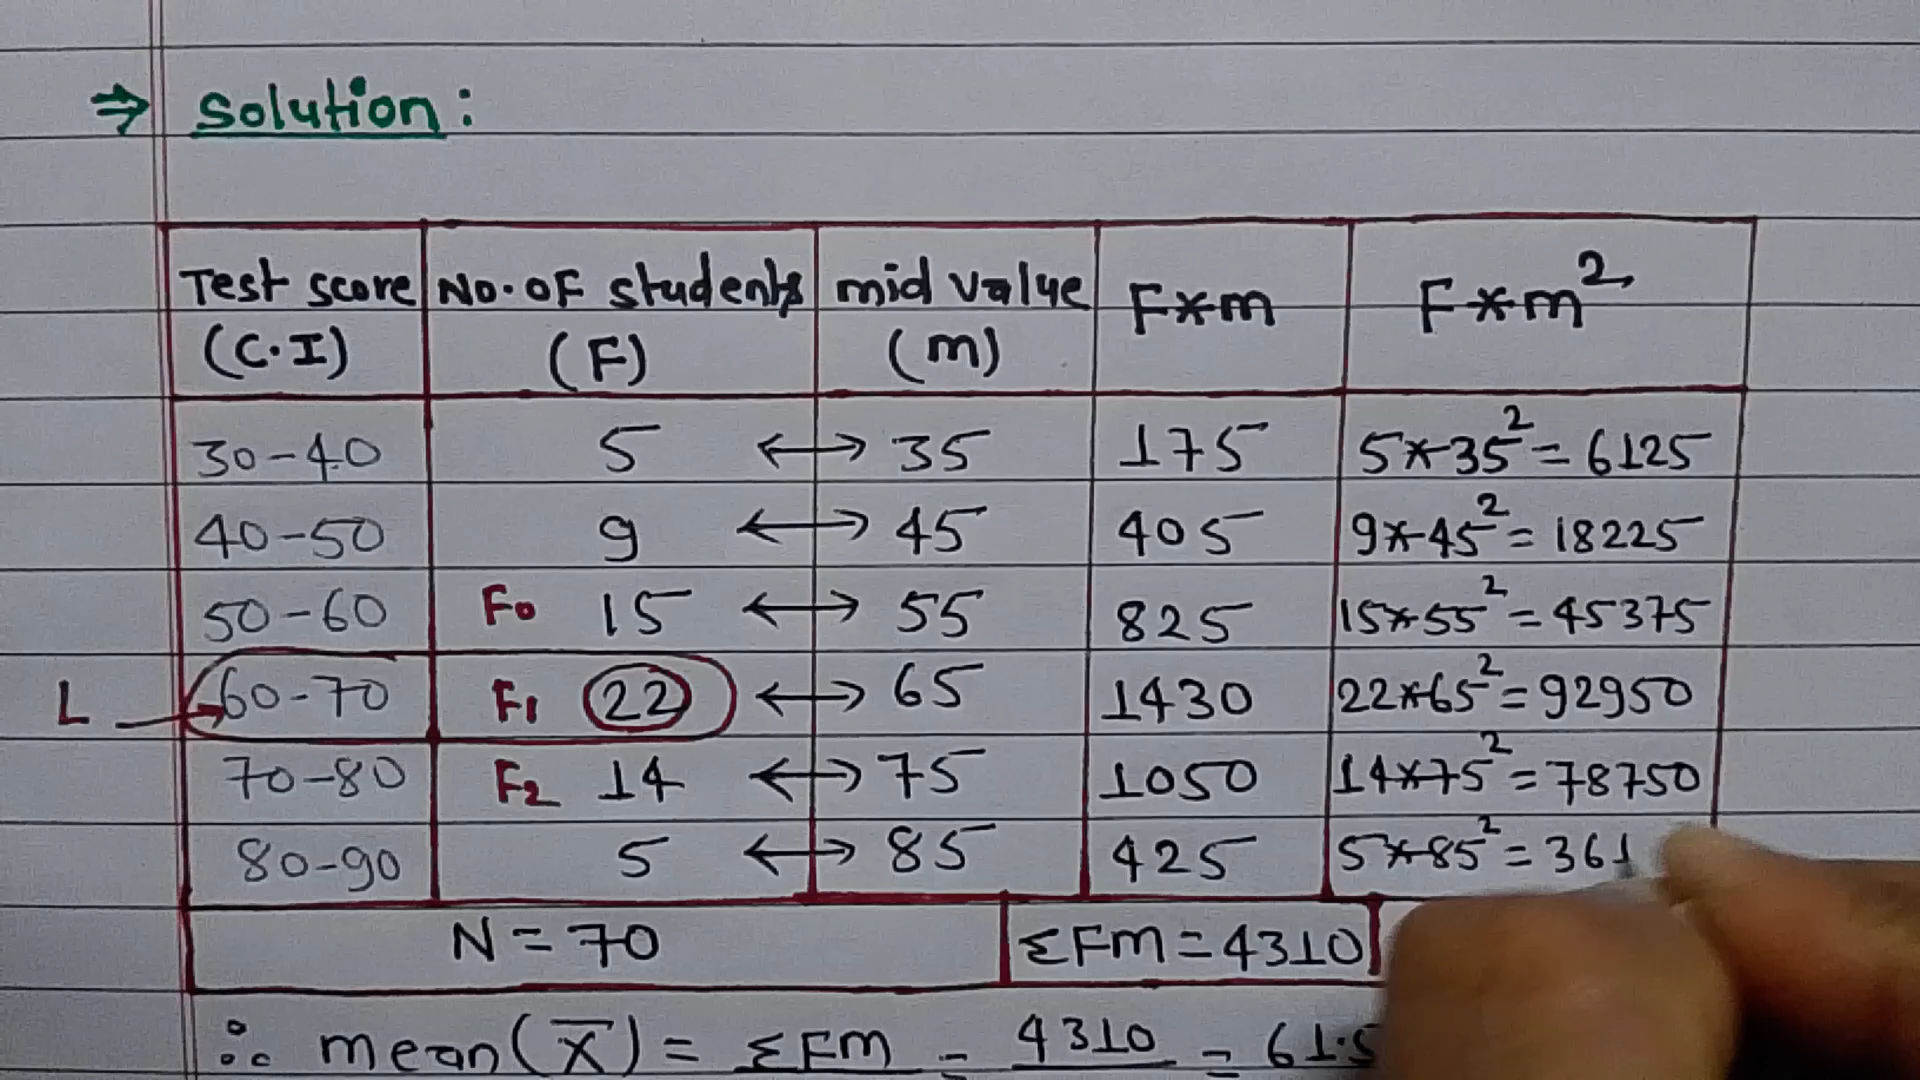 ⇒ Solution:
Test score No. of students mid value F*m F*m²
(C.I) (F) (m)
30-40 5 ↔ 35 175 5*35² = 6125
40-50 9 ↔ 45 405 9*45² = 18225
50-60 F0 15 ↔ 55 825 15*55² = 45375
L → 60-70 F1 22 ↔ 65 1430 22*65² = 92950
70-80 F2 14 ↔ 75 1050 14*75² = 78750
80-90 5 ↔ 85 425 5*85² = 361
N = 70 ΣFm = 4310
∴ mean (X̄) = ΣFm = 4310 = 61.5